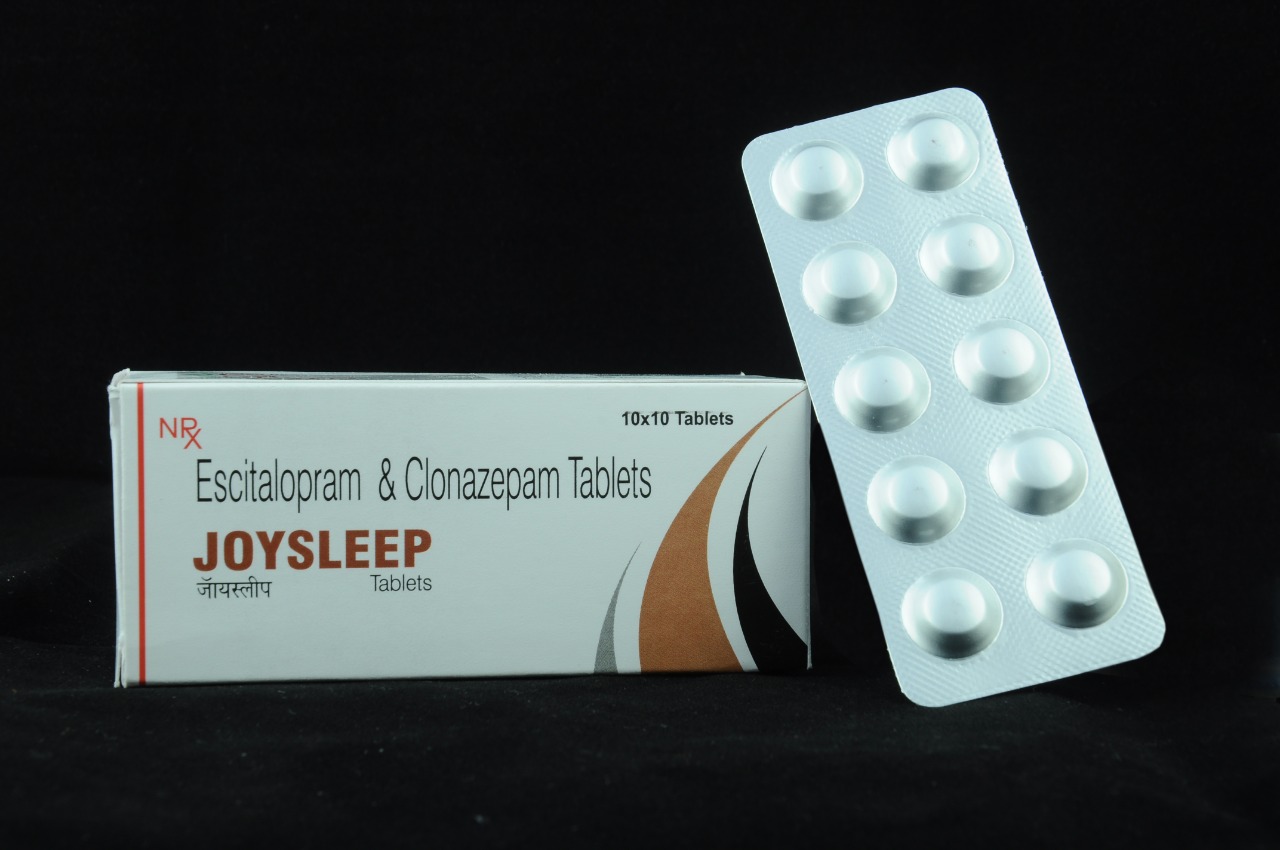 NRx
10x10 Tablets
Escitalopram & Clonazepam Tablets
JOYSLEEP
जॅायस्लीप
Tablets